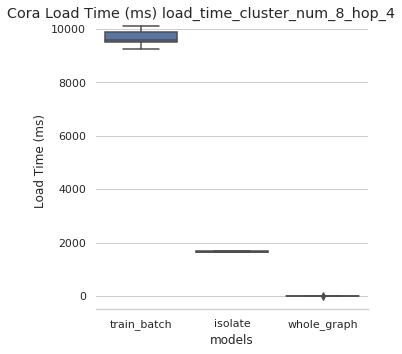 Cora Load Time (ms) load_time_cluster_num_8_hop_4
10000
8000
6000
4000
2000
0
Load Time (ms)
train_batch isolate whole_graph
models